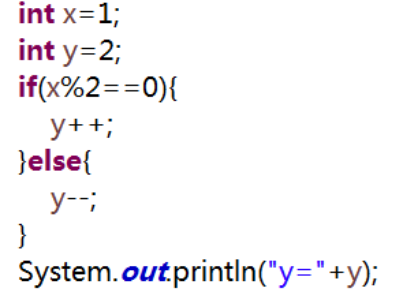 int x=1;
int y=2;
if(x%2==0){
    y++;
}else{
    y--;
}
System.out.println("y="+y);